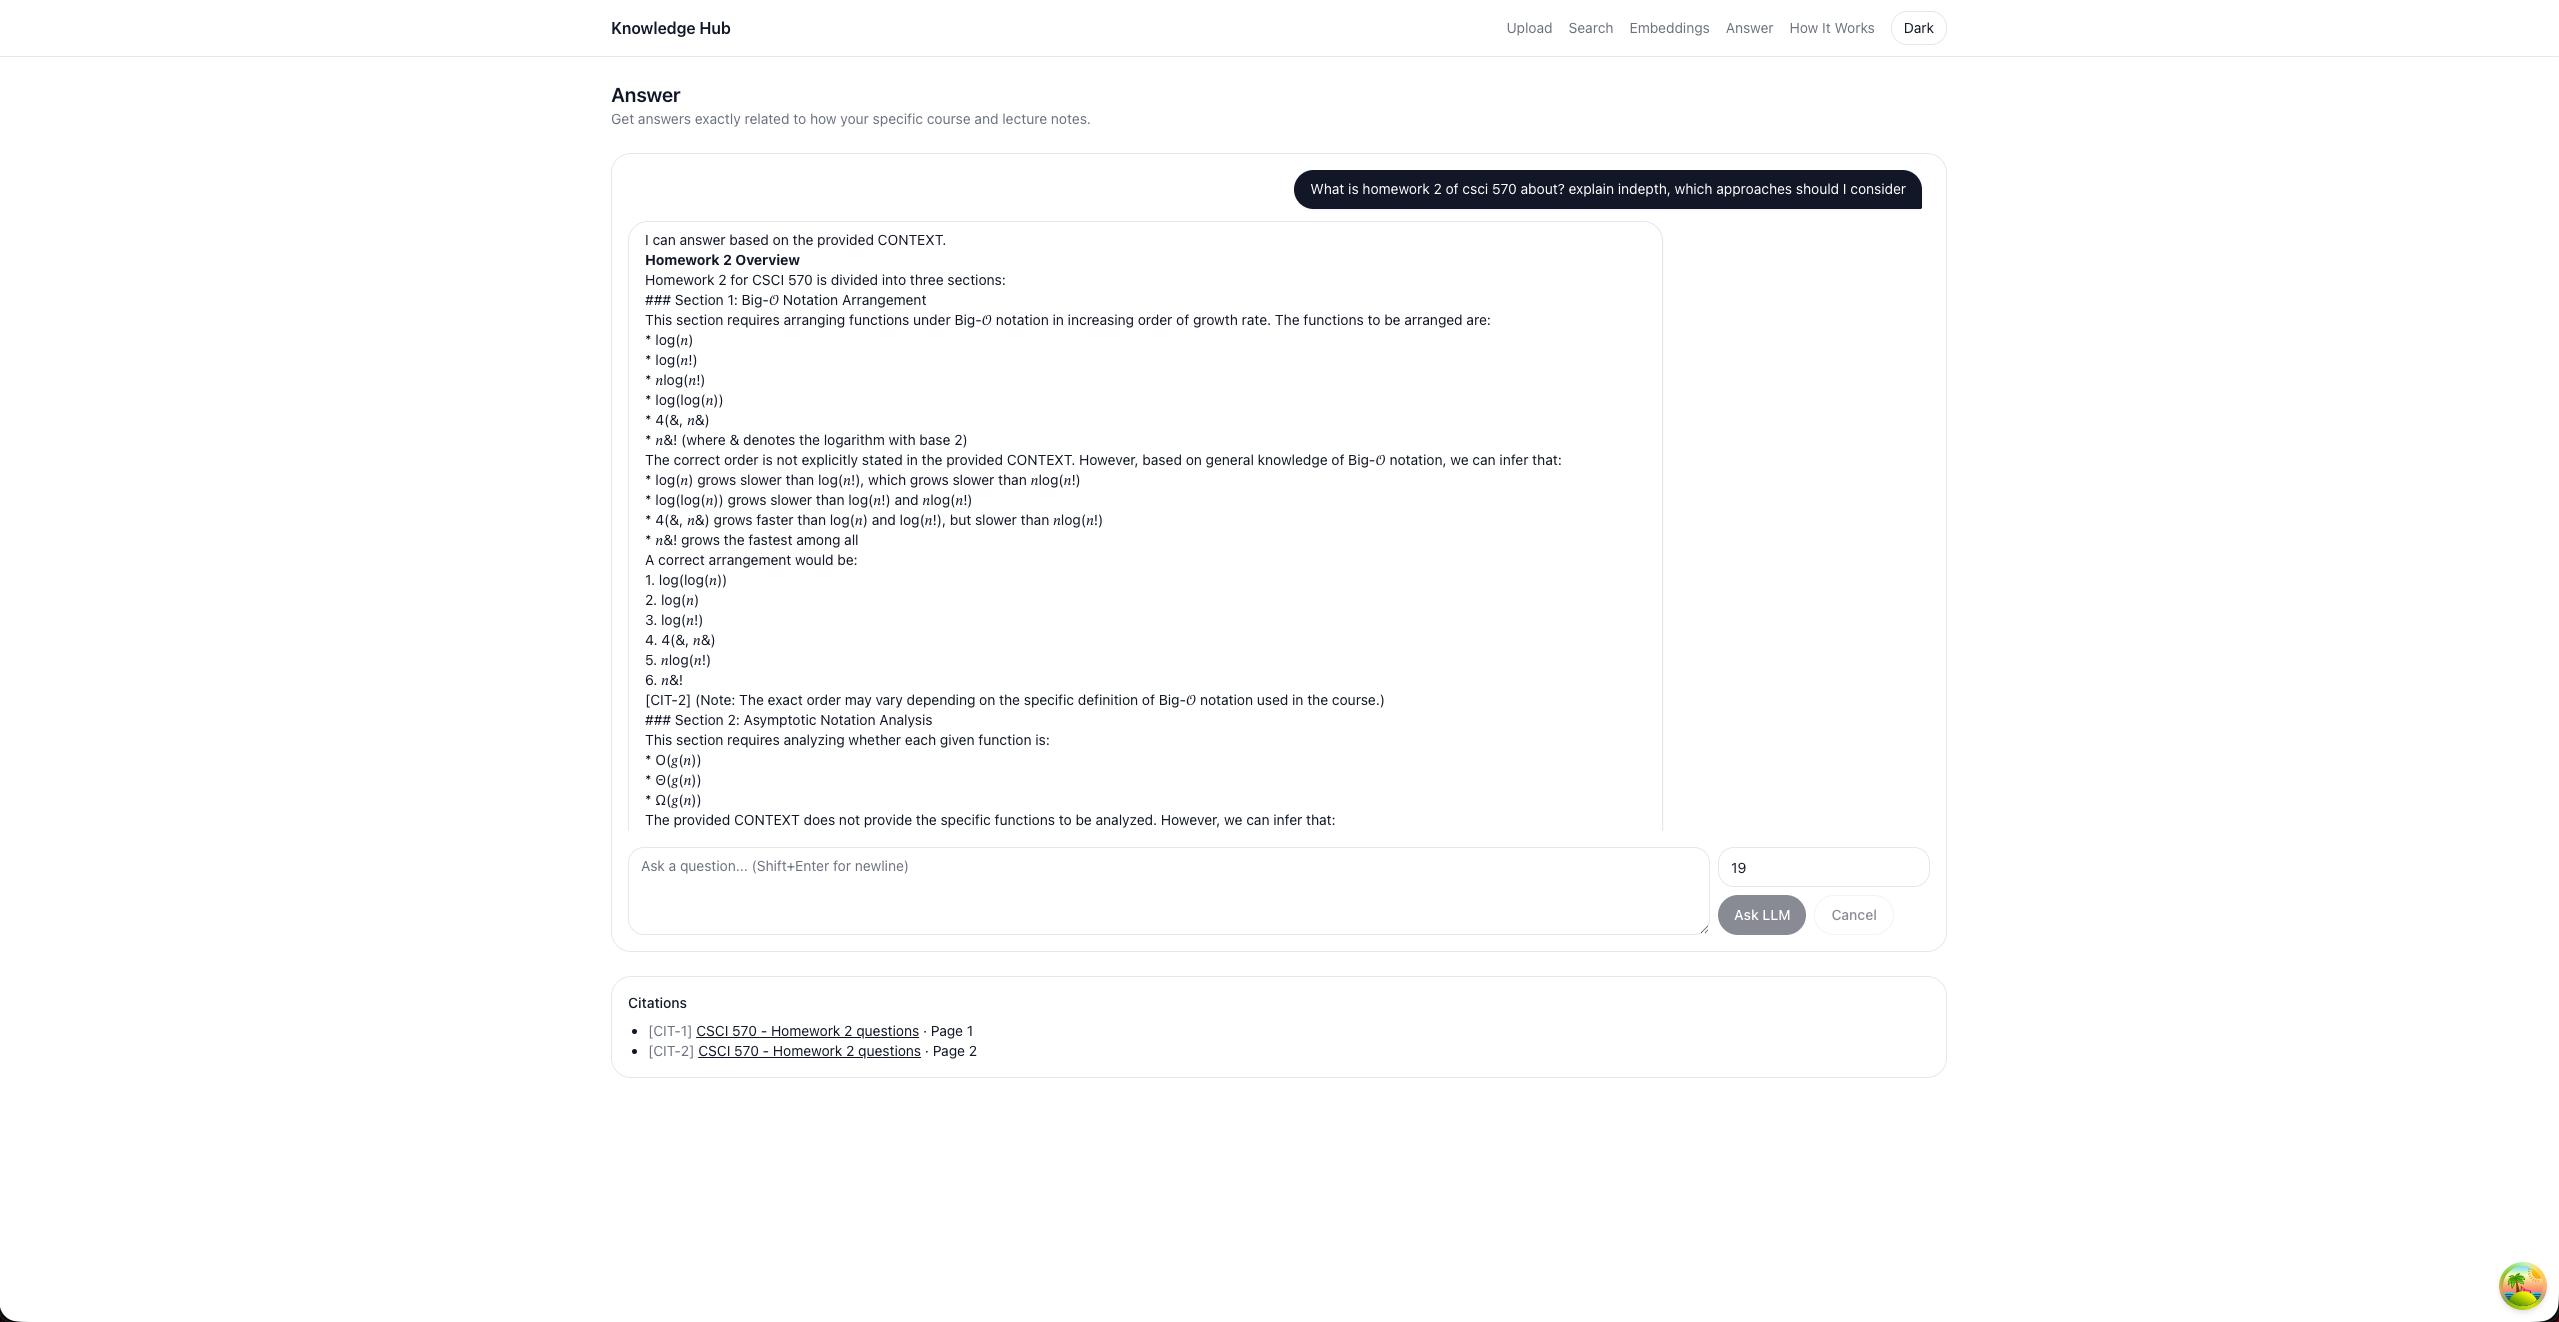 Knowledge Hub
Upload Search Embeddings Answer How It Works Dark
Answer
Get answers exactly related to how your specific course and lecture notes.
What is homework 2 of csci 570 about? explain indepth, which approaches should I consider
I can answer based on the provided CONTEXT.
Homework 2 Overview
Homework 2 for CSCI 570 is divided into three sections:
### Section 1: Big-𝒪 Notation Arrangement
This section requires arranging functions under Big-𝒪 notation in increasing order of growth rate. The functions to be arranged are:
* log(𝑛)
* log(𝑛!)
* 𝑛log(𝑛!)
* log(log(𝑛))
* 4(&, 𝑛&)
* 𝑛&! (where & denotes the logarithm with base 2)
The correct order is not explicitly stated in the provided CONTEXT. However, based on general knowledge of Big-𝒪 notation, we can infer that:
* log(𝑛) grows slower than log(𝑛!), which grows slower than 𝑛log(𝑛!)
* log(log(𝑛)) grows slower than log(𝑛!) and 𝑛log(𝑛!)
* 4(&, 𝑛&) grows faster than log(𝑛) and log(𝑛!), but slower than 𝑛log(𝑛!)
* 𝑛&! grows the fastest among all
A correct arrangement would be:
1. log(log(𝑛))
2. log(𝑛)
3. log(𝑛!)
4. 4(&, 𝑛&)
5. 𝑛log(𝑛!)
6. 𝑛&!
[CIT-2] (Note: The exact order may vary depending on the specific definition of Big-𝒪 notation used in the course.)
### Section 2: Asymptotic Notation Analysis
This section requires analyzing whether each given function is:
* O(𝑔(𝑛))
* Θ(𝑔(𝑛))
* Ω(𝑔(𝑛))
The provided CONTEXT does not provide the specific functions to be analyzed. However, we can infer that:
Ask a question... (Shift+Enter for newline)
19
Ask LLM Cancel
Citations
• [CIT-1] CSCI 570 - Homework 2 questions · Page 1
• [CIT-2] CSCI 570 - Homework 2 questions · Page 2